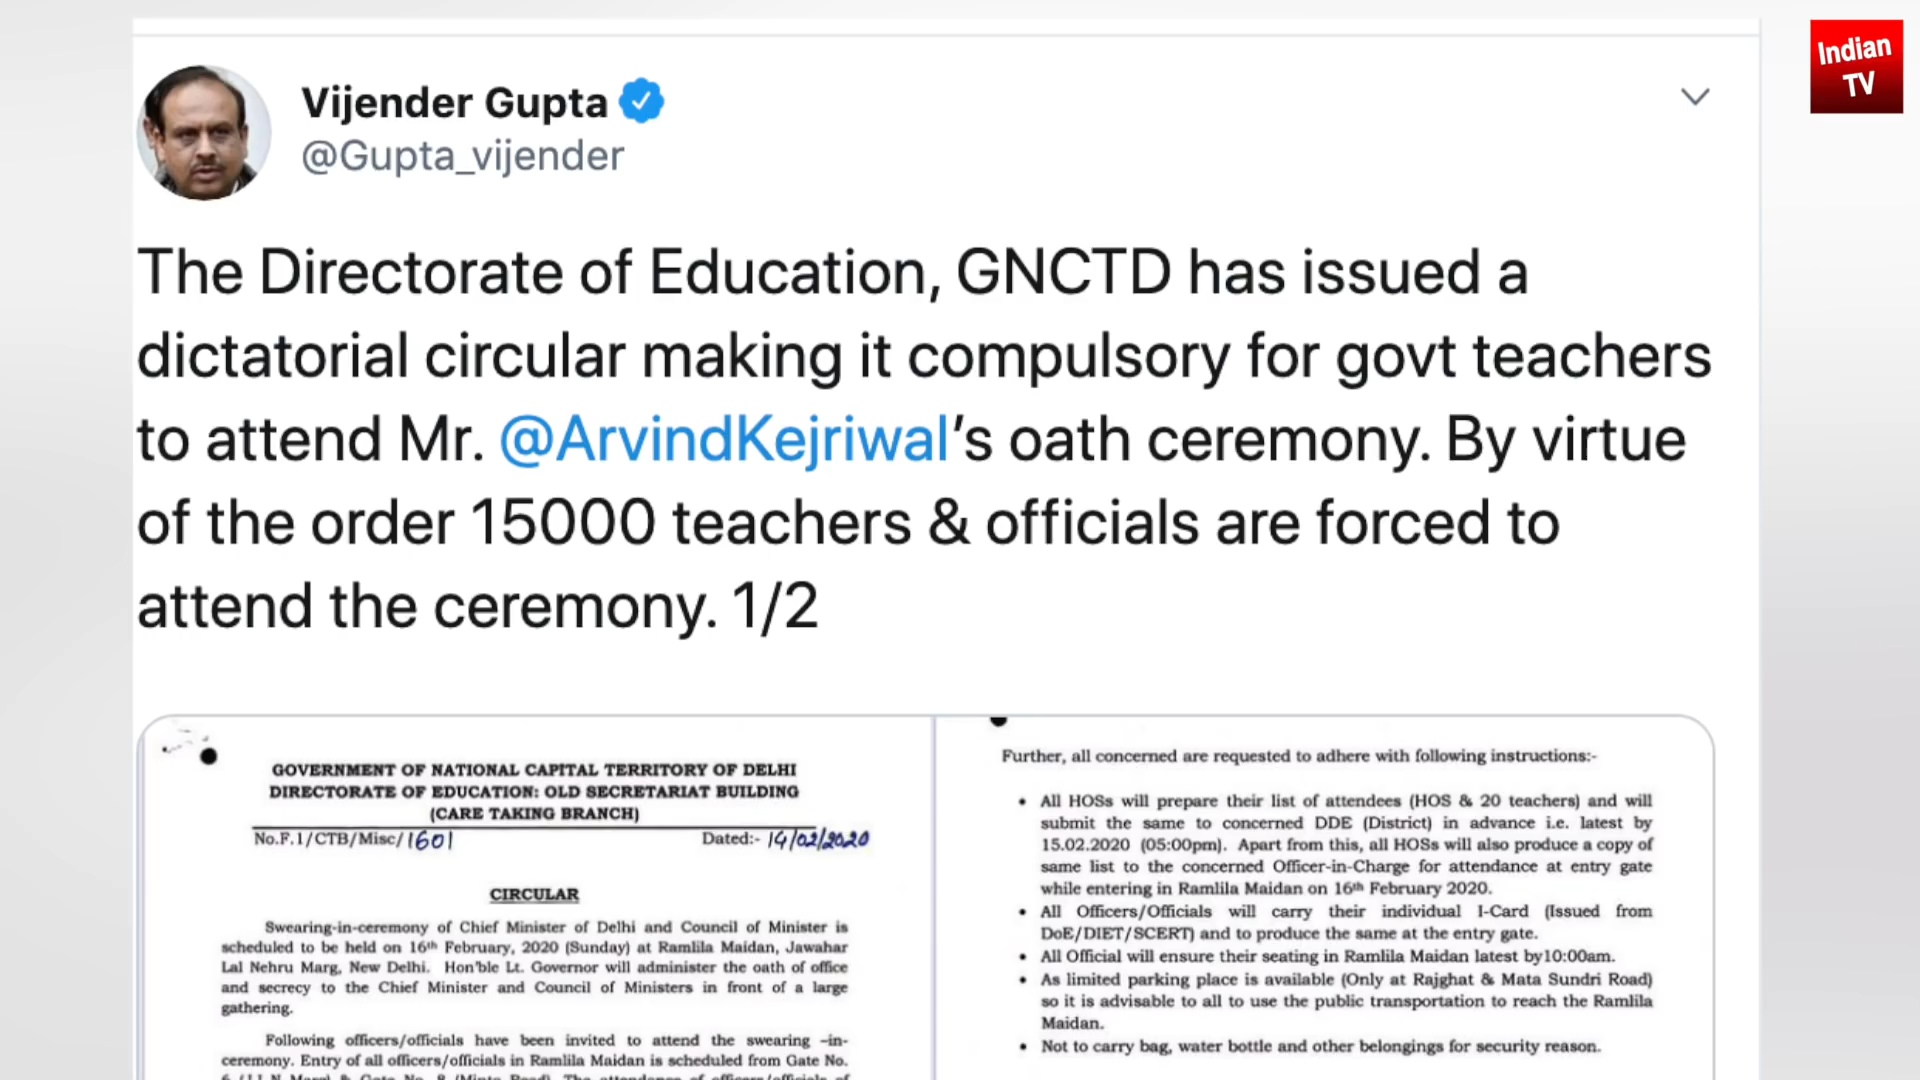 Indian
TV
Vijender Gupta
@Gupta_vijender
The Directorate of Education, GNCTD has issued a
dictatorial circular making it compulsory for govt teachers
to attend Mr. @ArvindKejriwal's oath ceremony. By virtue
of the order 15000 teachers & officials are forced to
attend the ceremony. 1/2
GOVERNMENT OF NATIONAL CAPITAL TERRITORY OF DELHI
DIRECTORATE OF EDUCATION: OLD SECRETARIAT BUILDING
(CARE TAKING BRANCH)
No.F.1/CTB/Misc/1601 Dated:- 14/02/2020
CIRCULAR
Swearing-in-ceremony of Chief Minister of Delhi and Council of Minister is
scheduled to be held on 16th February, 2020 (Sunday) at Ramlila Maidan, Jawahar
Lal Nehru Marg, New Delhi. Hon'ble Lt. Governor will administer the oath of office
and secrecy to the Chief Minister and Council of Ministers in front of a large
gathering.
Following officers/officials have been invited to attend the swearing –in-
ceremony. Entry of all officers/officials in Ramlila Maidan is scheduled from Gate No.
Further, all concerned are requested to adhere with following instructions:-
• All HOSs will prepare their list of attendees (HOS & 20 teachers) and will
submit the same to concerned DDE (District) in advance i.e. latest by
15.02.2020 (05:00pm). Apart from this, all HOSs will also produce a copy of
same list to the concerned Officer-in-Charge for attendance at entry gate
while entering in Ramlila Maidan on 16th February 2020.
• All Officers/Officials will carry their individual I-Card (Issued from
DoE/DIET/SCERT) and to produce the same at the entry gate.
• All Official will ensure their seating in Ramlila Maidan latest by10:00am.
• As limited parking place is available (Only at Rajghat & Mata Sundri Road)
so it is advisable to all to use the public transportation to reach the Ramlila
Maidan.
• Not to carry bag, water bottle and other belongings for security reason.